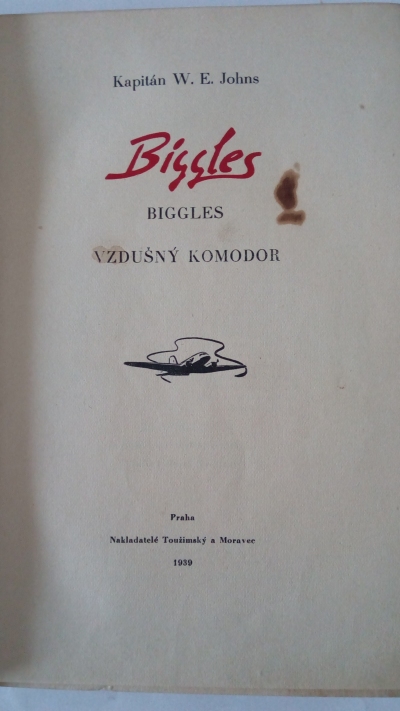 Kapitán W. E. Johns
Biggles
BIGGLES
VZDUŠNÝ KOMODOR
Praha
Nakladatelé Toužimský a Moravec
1939